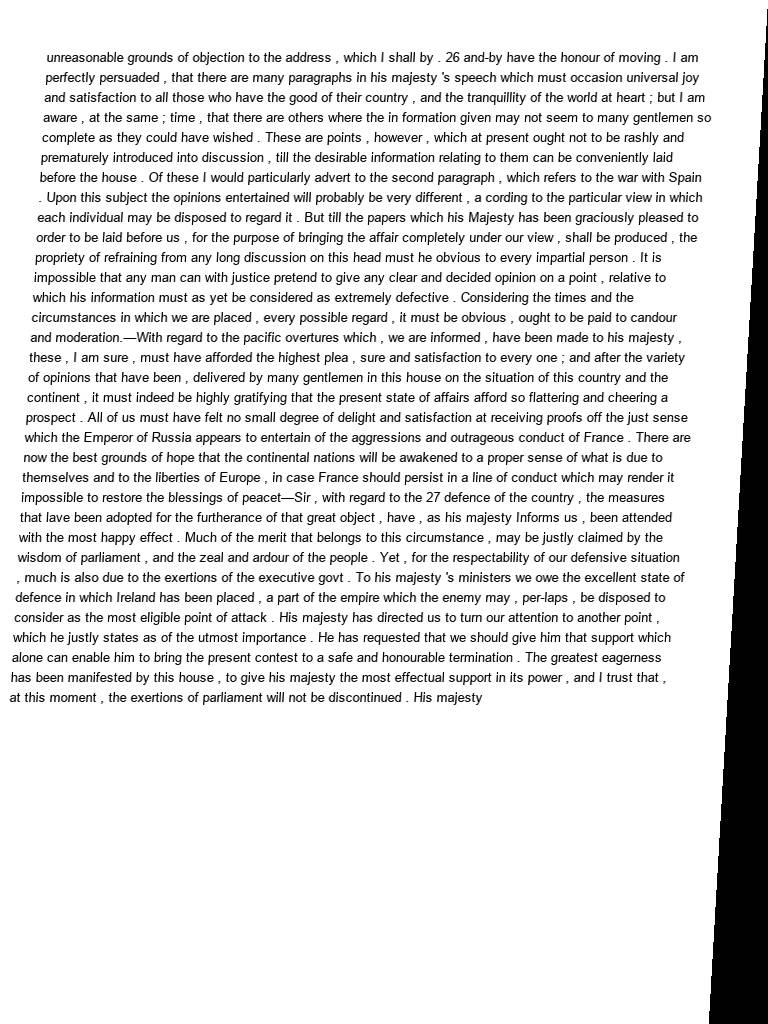 unreasonable grounds of objection to the address , which I shall by . 26 and-by have the honour of moving . I am
perfectly persuaded , that there are many paragraphs in his majesty 's speech which must occasion universal joy
and satisfaction to all those who have the good of their country , and the tranquillity of the world at heart ; but I am
aware , at the same ; time , that there are others where the in formation given may not seem to many gentlemen so
complete as they could have wished . These are points , however , which at present ought not to be rashly and
prematurely introduced into discussion , till the desirable information relating to them can be conveniently laid
before the house . Of these I would particularly advert to the second paragraph , which refers to the war with Spain
. Upon this subject the opinions entertained will probably be very different , a cording to the particular view in which
each individual may be disposed to regard it . But till the papers which his Majesty has been graciously pleased to
order to be laid before us , for the purpose of bringing the affair completely under our view , shall be produced , the
propriety of refraining from any long discussion on this head must he obvious to every impartial person . It is
impossible that any man can with justice pretend to give any clear and decided opinion on a point , relative to
which his information must as yet be considered as extremely defective . Considering the times and the
circumstances in which we are placed , every possible regard , it must be obvious , ought to be paid to candour
and moderation.—With regard to the pacific overtures which , we are informed , have been made to his majesty ,
these , I am sure , must have afforded the highest plea , sure and satisfaction to every one ; and after the variety
of opinions that have been , delivered by many gentlemen in this house on the situation of this country and the
continent , it must indeed be highly gratifying that the present state of affairs afford so flattering and cheering a
prospect . All of us must have felt no small degree of delight and satisfaction at receiving proofs off the just sense
which the Emperor of Russia appears to entertain of the aggressions and outrageous conduct of France . There are
now the best grounds of hope that the continental nations will be awakened to a proper sense of what is due to
themselves and to the liberties of Europe , in case France should persist in a line of conduct which may render it
impossible to restore the blessings of peacet—Sir , with regard to the 27 defence of the country , the measures
that lave been adopted for the furtherance of that great object , have , as his majesty Informs us , been attended
with the most happy effect . Much of the merit that belongs to this circumstance , may be justly claimed by the
wisdom of parliament , and the zeal and ardour of the people . Yet , for the respectability of our defensive situation
, much is also due to the exertions of the executive govt . To his majesty 's ministers we owe the excellent state of
defence in which Ireland has been placed , a part of the empire which the enemy may , per-laps , be disposed to
consider as the most eligible point of attack . His majesty has directed us to turn our attention to another point ,
which he justly states as of the utmost importance . He has requested that we should give him that support which
alone can enable him to bring the present contest to a safe and honourable termination . The greatest eagerness
has been manifested by this house , to give his majesty the most effectual support in its power , and I trust that ,
at this moment , the exertions of parliament will not be discontinued . His majesty